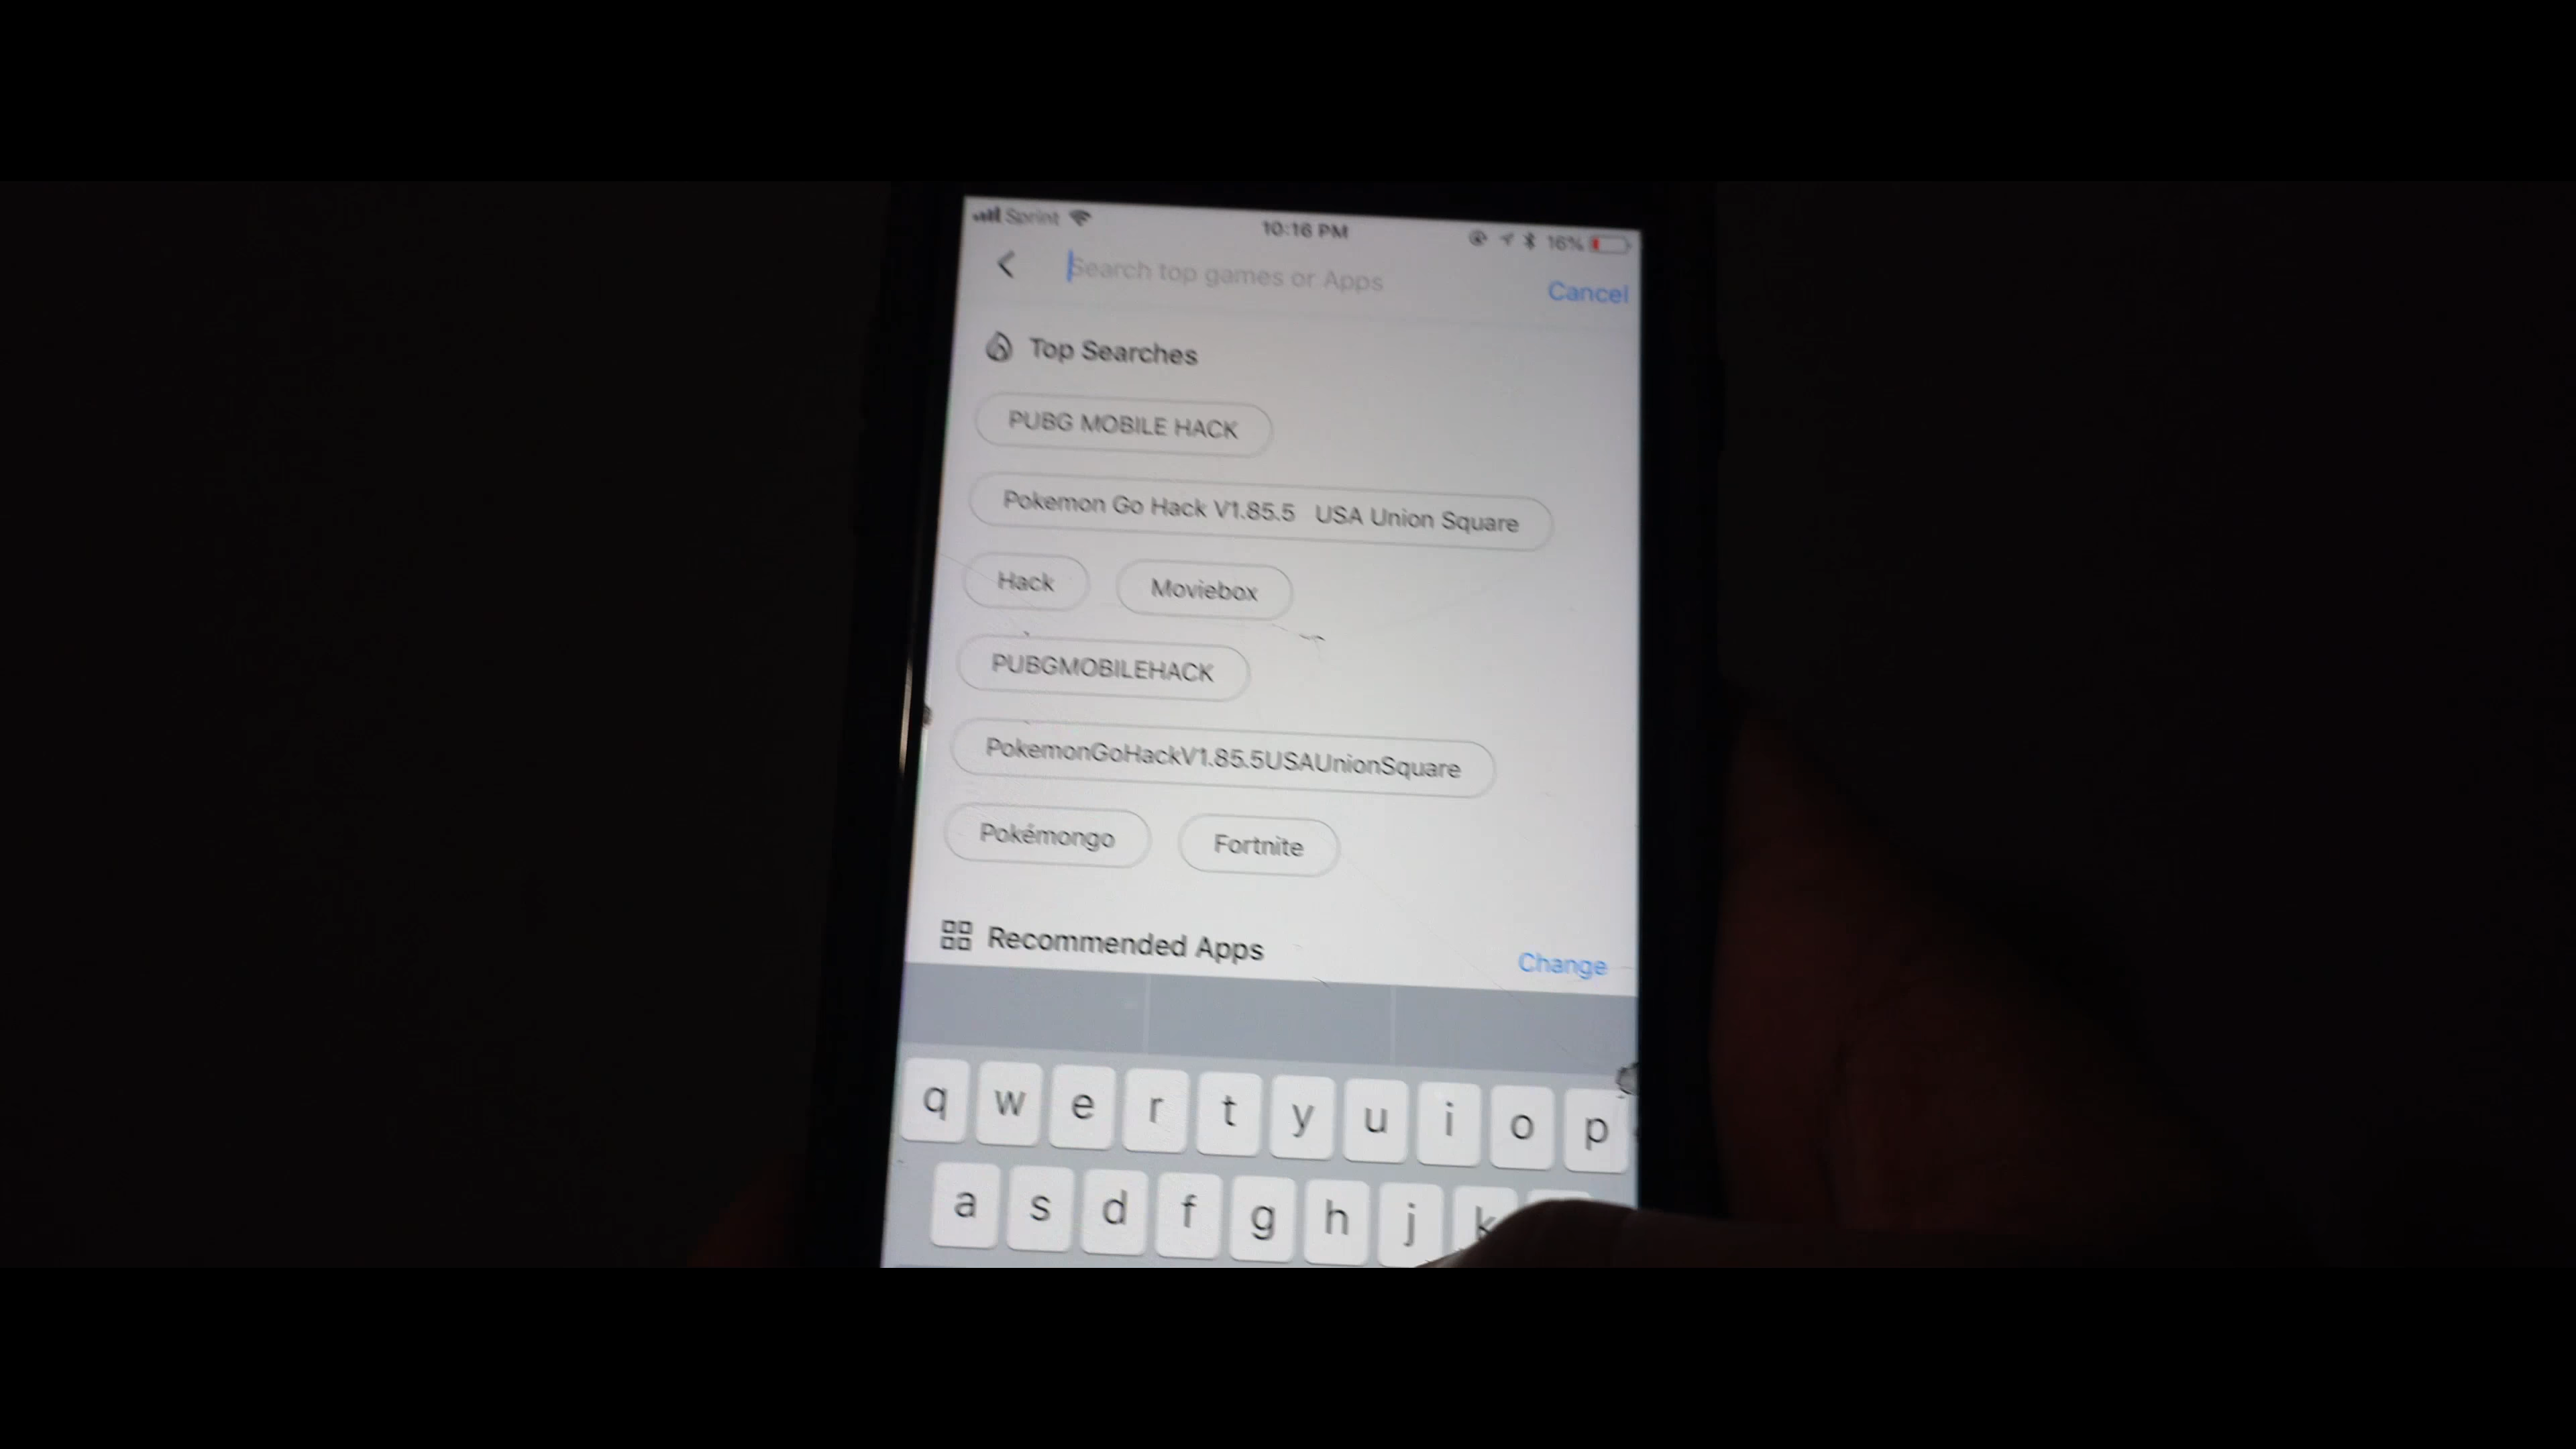 Sprint 10:16 PM 16%
Search top games or Apps Cancel
Top Searches
PUBG MOBILE HACK
Pokemon Go Hack V1.85.5 USA Union Square
Hack Moviebox
PUBGMOBILEHACK
PokemonGoHackV1.85.5USAUnionSquare
Pokémongo Fortnite
Recommended Apps Change
q w e r t y u i o p
a s d f g h j k